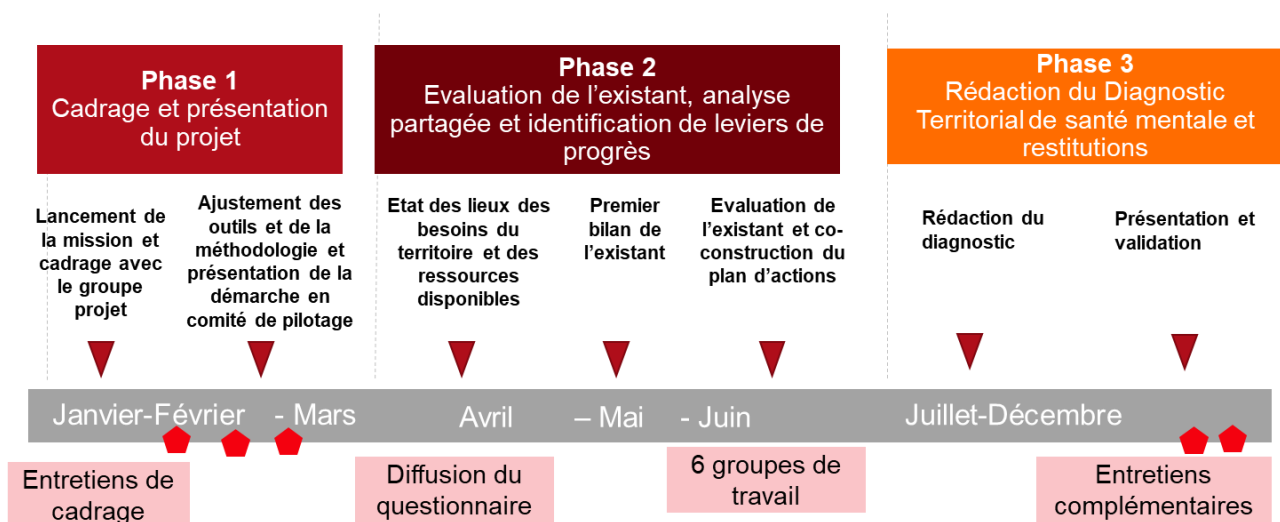 Phase 1
Cadrage et présentation
du projet
Phase 2
Evaluation de l'existant, analyse
partagée et identification de leviers de
progrès
Phase 3
Rédaction du Diagnostic
Territorial de santé mentale et
restitutions
Lancement de
la mission et
cadrage avec
le groupe
projet
Ajustement des
outils et de la
méthodologie et
présentation de la
démarche en
comité de pilotage
Etat des lieux des
besoins du
territoire et des
ressources
disponibles
Premier
bilan de
l'existant
Evaluation de
l'existant et co-
construction du
plan d'actions
Rédaction du
diagnostic
Présentation et
validation
Janvier-Février - Mars Avril – Mai - Juin Juillet-Décembre
Entretiens de
cadrage
Diffusion du
questionnaire
6 groupes de
travail
Entretiens
complémentaires